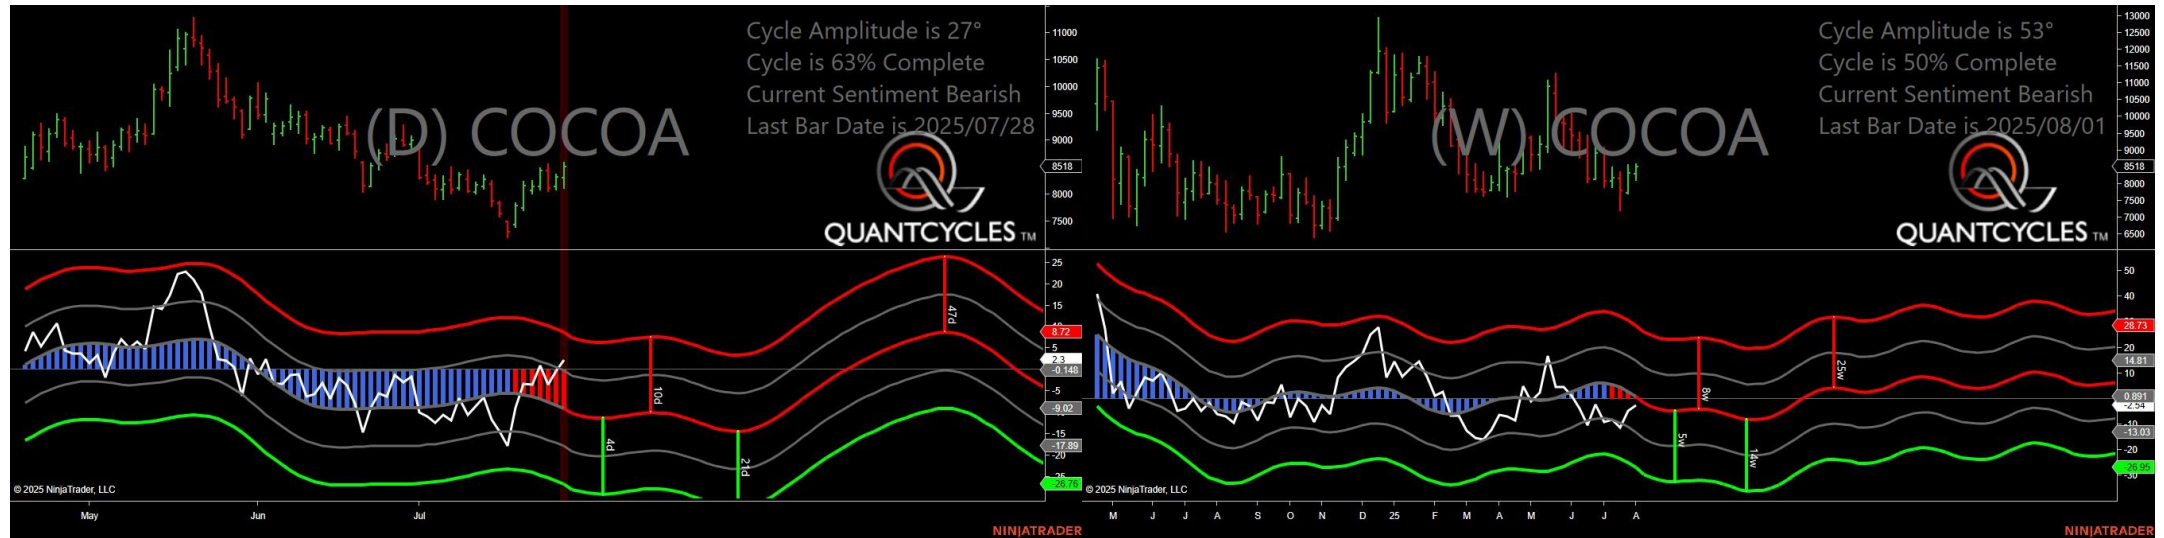 Cycle Amplitude is 27°
Cycle is 63% Complete
Current Sentiment Bearish
Last Bar Date is 2025/07/28
(D) COCOA
QUANTCYCLES TM
11000
10500
10000
9500
9000
8518
8000
7500
25
20
15
8.72
5
2.3
-0.148
-5
-9.02
-15
-17.89
-20
-26.76
47d
10d
4d
21d
© 2025 NinjaTrader, LLC
May Jun Jul
NINJATRADER
Cycle Amplitude is 53°
Cycle is 50% Complete
Current Sentiment Bearish
Last Bar Date is 2025/08/01
(W) COCOA
QUANTCYCLES TM
13000
12500
12000
11500
11000
10500
10000
9500
9000
8518
8000
7500
7000
6500
50
40
28.73
20
14.81
10
0.891
-2.54
-13.03
-20
-26.95
8w
25w
5w
14w
© 2025 NinjaTrader, LLC
M J J A S O N D 25 F M A M J J A
NINJATRADER